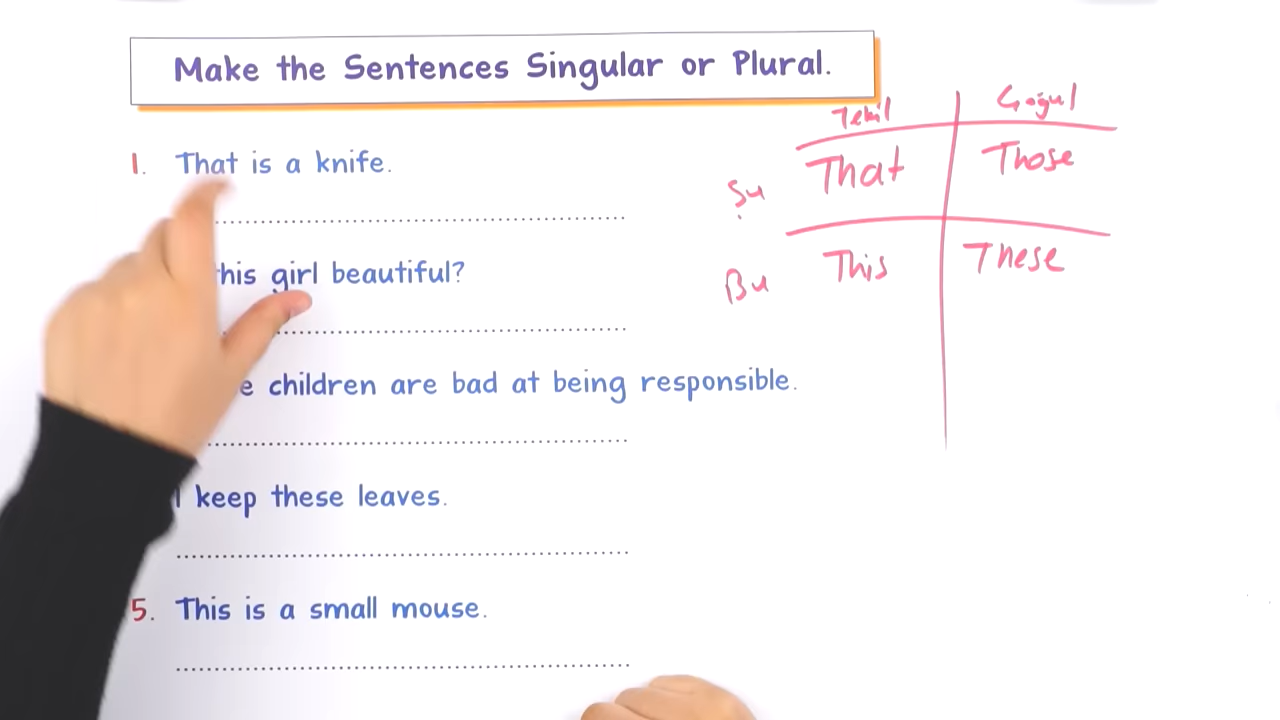 Make the Sentences Singular or Plural.
1. That is a knife.
his girl beautiful?
e children are bad at being responsible.
I keep these leaves.
5. This is a small mouse.
Tekil Çoğul
Şu That Those
Bu This These